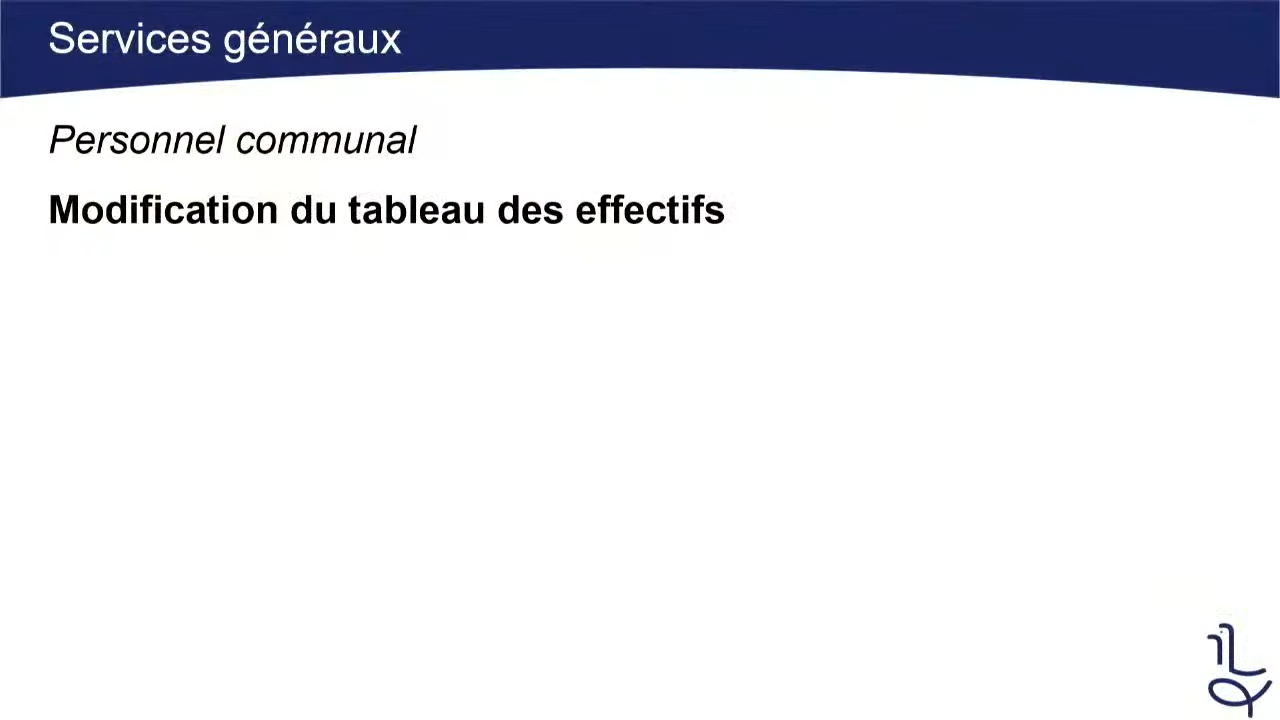 Services généraux
Personnel communal
Modification du tableau des effectifs